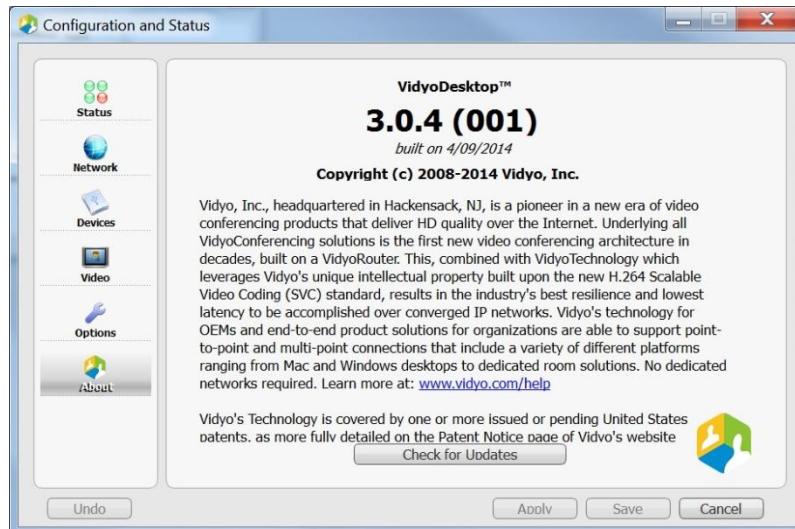 Configuration and Status
Status
Network
Devices
Video
Options
About
VidyoDesktop™
3.0.4 (001)
built on 4/09/2014
Copyright (c) 2008-2014 Vidyo, Inc.
Vidyo, Inc., headquartered in Hackensack, NJ, is a pioneer in a new era of video
conferencing products that deliver HD quality over the Internet. Underlying all
VidyoConferencing solutions is the first new video conferencing architecture in
decades, built on a VidyoRouter. This, combined with VidyoTechnology which
leverages Vidyo's unique intellectual property built upon the new H.264 Scalable
Video Coding (SVC) standard, results in the industry's best resilience and lowest
latency to be accomplished over converged IP networks. Vidyo's technology for
OEMs and end-to-end product solutions for organizations are able to support point-
to-point and multi-point connections that include a variety of different platforms
ranging from Mac and Windows desktops to dedicated room solutions. No dedicated
networks required. Learn more at: www.vidyo.com/help
Vidyo's Technology is covered by one or more issued or pending United States
patents, as more fully detailed on the Patent Notice page of Vidyo's website
Check for Updates
Undo
Apply
Save
Cancel